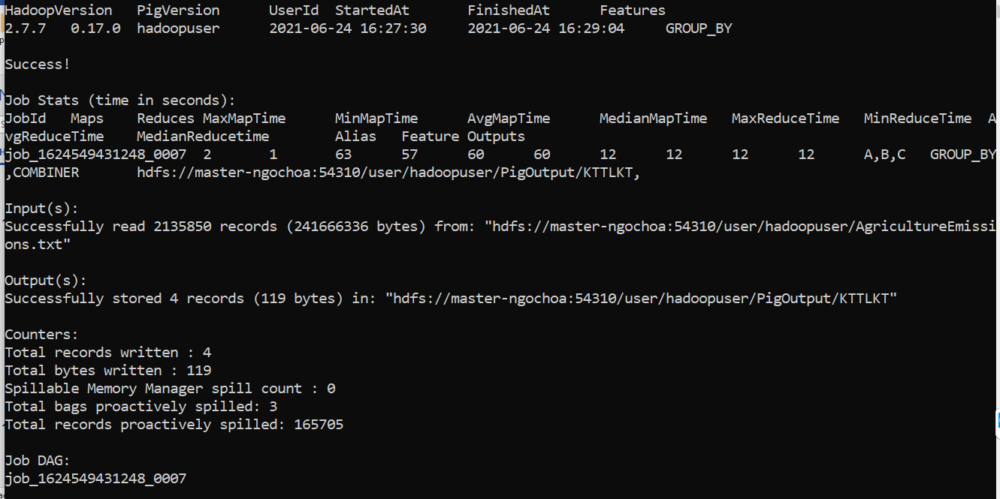 HadoopVersion PigVersion UserId StartedAt FinishedAt Features
2.7.7 0.17.0 hadoopuser 2021-06-24 16:27:30 2021-06-24 16:29:04 GROUP_BY
Success!
Job Stats (time in seconds):
JobId Maps Reduces MaxMapTime MinMapTime AvgMapTime MedianMapTime MaxReduceTime MinReduceTime A
vgReduceTime MedianReducetime Alias Feature Outputs
job_1624549431248_0007 2 1 63 57 60 60 12 12 12 12 A,B,C GROUP_BY
,COMBINER hdfs://master-ngochoa:54310/user/hadoopuser/PigOutput/KTTLKT,
Input(s):
Successfully read 2135850 records (241666336 bytes) from: "hdfs://master-ngochoa:54310/user/hadoopuser/AgricultureEmissi
ons.txt"
Output(s):
Successfully stored 4 records (119 bytes) in: "hdfs://master-ngochoa:54310/user/hadoopuser/PigOutput/KTTLKT"
Counters:
Total records written : 4
Total bytes written : 119
Spillable Memory Manager spill count : 0
Total bags proactively spilled: 3
Total records proactively spilled: 165705
Job DAG:
job_1624549431248_0007